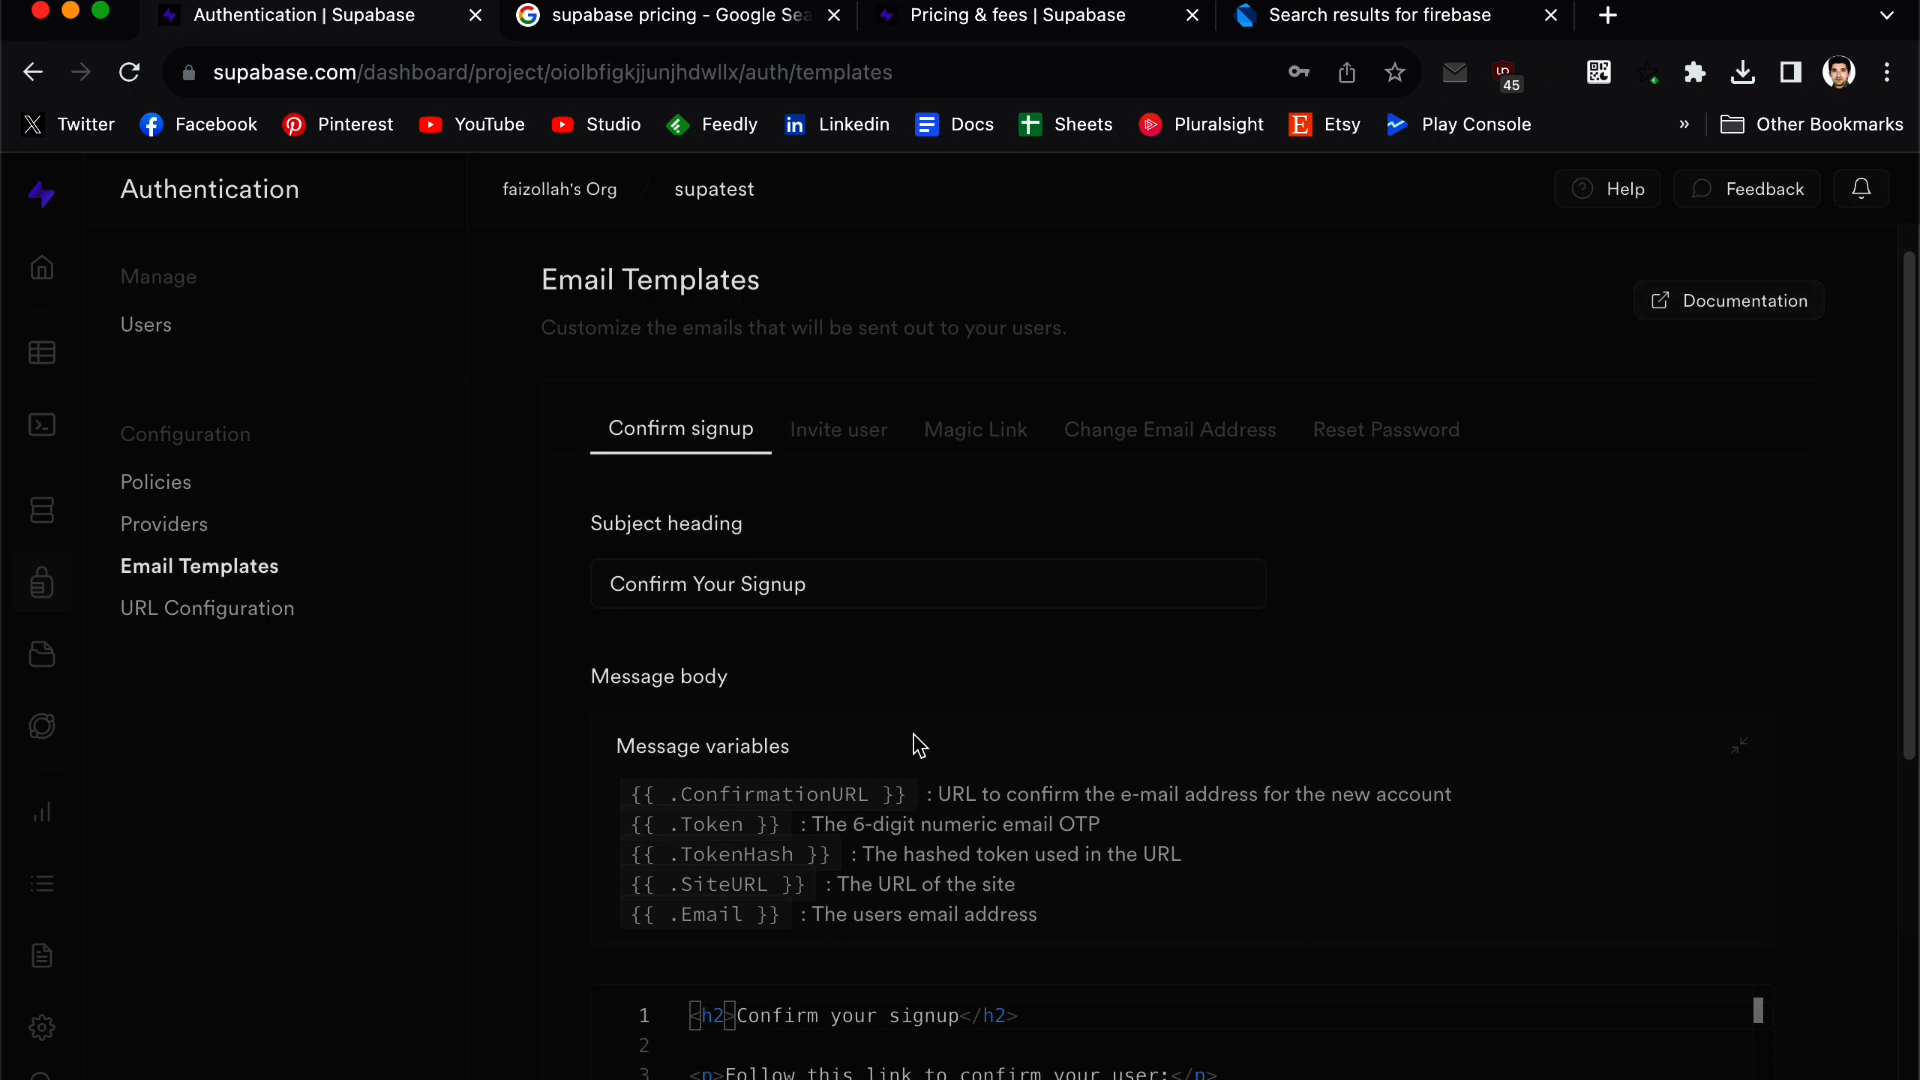 Authentication | Supabase
supabase pricing - Google Sea
Pricing & fees | Supabase
Search results for firebase
supabase.com/dashboard/project/oiolbfigkjjunjhdwllx/auth/templates
45
Twitter
Facebook
Pinterest
YouTube
Studio
Feedly
Linkedin
Docs
Sheets
Pluralsight
Etsy
Play Console
»
Other Bookmarks
Authentication
faizollah's Org / supatest
Help
Feedback
Manage
Users
Configuration
Policies
Providers
Email Templates
URL Configuration
Email Templates
Customize the emails that will be sent out to your users.
Documentation
Confirm signup
Invite user
Magic Link
Change Email Address
Reset Password
Subject heading
Confirm Your Signup
Message body
Message variables
{{ .ConfirmationURL }} : URL to confirm the e-mail address for the new account
{{ .Token }} : The 6-digit numeric email OTP
{{ .TokenHash }} : The hashed token used in the URL
{{ .SiteURL }} : The URL of the site
{{ .Email }} : The users email address
1 <h2>Confirm your signup</h2>
2
3 <p>Follow this link to confirm your user:</p>